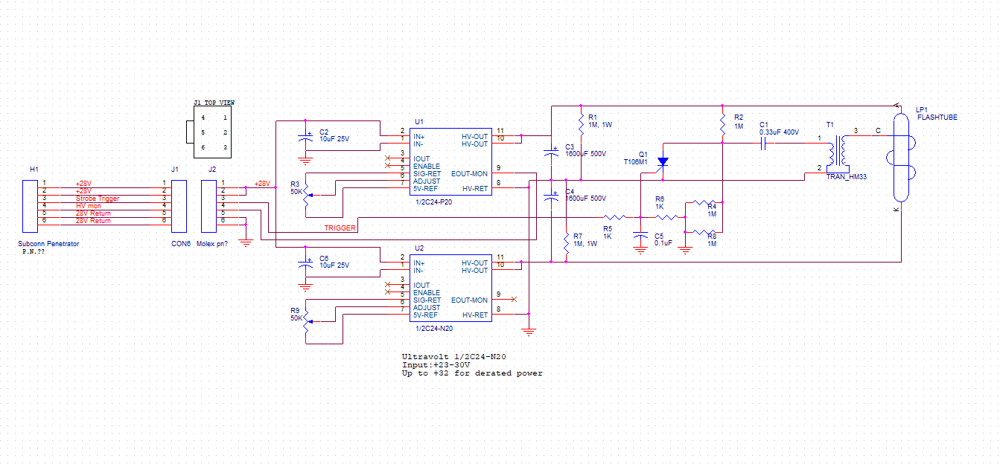 J1 TOP VIEW
4 1
5 2
6 3
H1
1
2
3
4
5
6
+28V
+28V
Strobe Trigger
HV mon
28V Return
28V Return
Subconn Penetrator
P.N.??
J1
1
2
3
4
5
6
CON6
J2
1
2
3
4
5
6
Molex pn?
+28V
TRIGGER
C2
10uF 25V
R3
50K
U1
2 IN+
1 IN-
3 IOUT
4 ENABLE
5 SIG-RET
6 ADJUST
7 5V-REF
HV-OUT 11
HV-OUT 10
EOUT-MON 9
HV-RET 8
1/2C24-P20
C6
10uF 25V
R9
50K
U2
2 IN+
1 IN-
3 IOUT
4 ENABLE
5 SIG-RET
6 ADJUST
7 5V-REF
HV-OUT 11
HV-OUT 10
EOUT-MON 9
HV-RET 8
1/2C24-N20
C3
1600uF 500V
C4
1600uF 500V
R1
1M, 1W
R7
1M, 1W
Q1
T106M1
R5
1K
R6
1K
C5
0.1uF
R2
1M
R4
1M
R8
1M
C1
0.33uF 400V
T1
1
2
3
TRAN_HM33
C
A
K
LP1
FLASHTUBE
Ultravolt 1/2C24-N20
Input:+23-30V
Up to +32 for derated power